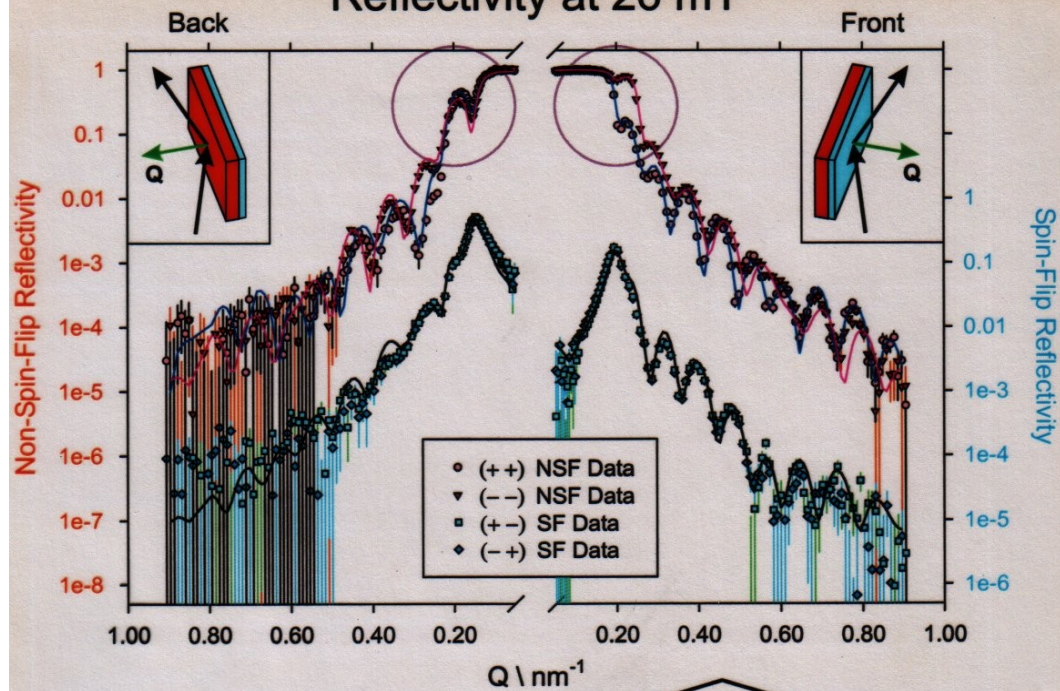 Reflectivity at 20 mT
Back
Front
1
0.1
0.01
1e-3
1e-4
1e-5
1e-6
1e-7
1e-8
Non-Spin-Flip Reflectivity
Q
Q
1
0.1
0.01
1e-3
1e-4
1e-5
1e-6
Spin-Flip Reflectivity
(+ +) NSF Data
(− −) NSF Data
(+ −) SF Data
(− +) SF Data
1.00 0.80 0.60 0.40 0.20 0.20 0.40 0.60 0.80 1.00
Q \ nm⁻¹